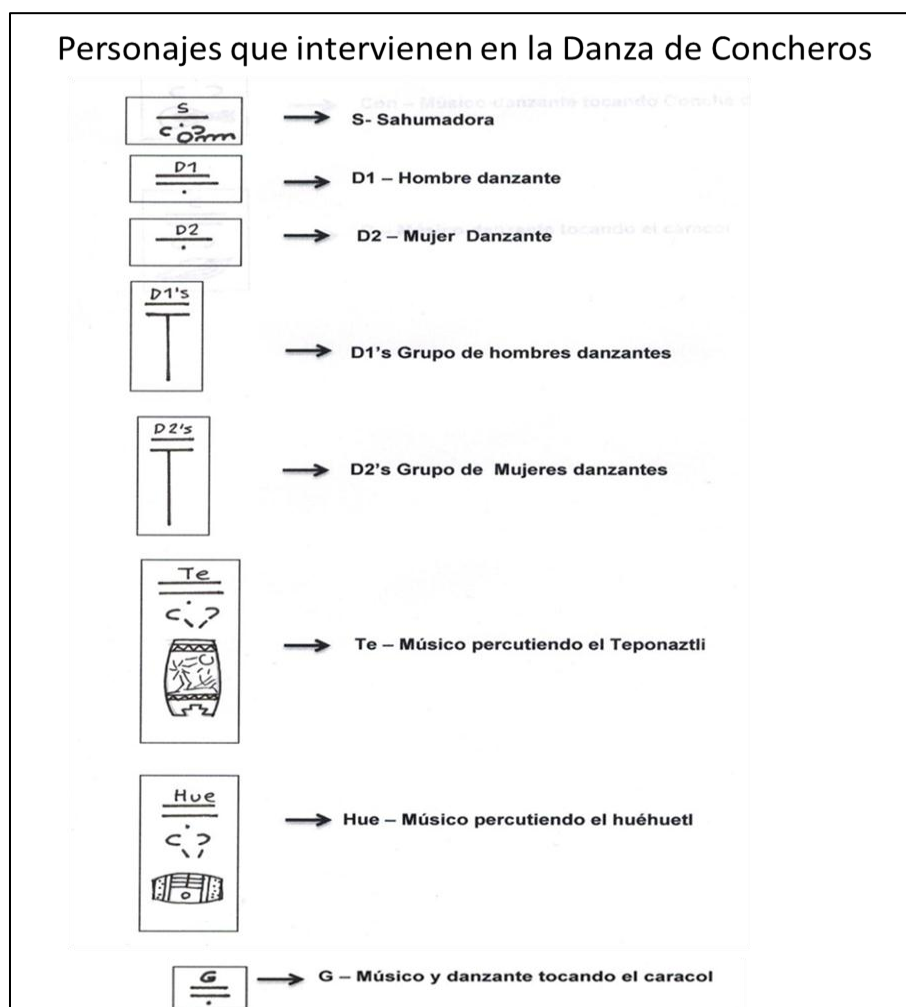 Personajes que intervienen en la Danza de Concheros
S
S- Sahumadora
D1
D1 – Hombre danzante
D2
D2 – Mujer Danzante
D1's
D1's Grupo de hombres danzantes
D2's
D2's Grupo de Mujeres danzantes
Te
Te – Músico percutiendo el Teponaztli
Hue
Hue – Músico percutiendo el huéhuetl
G
G – Músico y danzante tocando el caracol